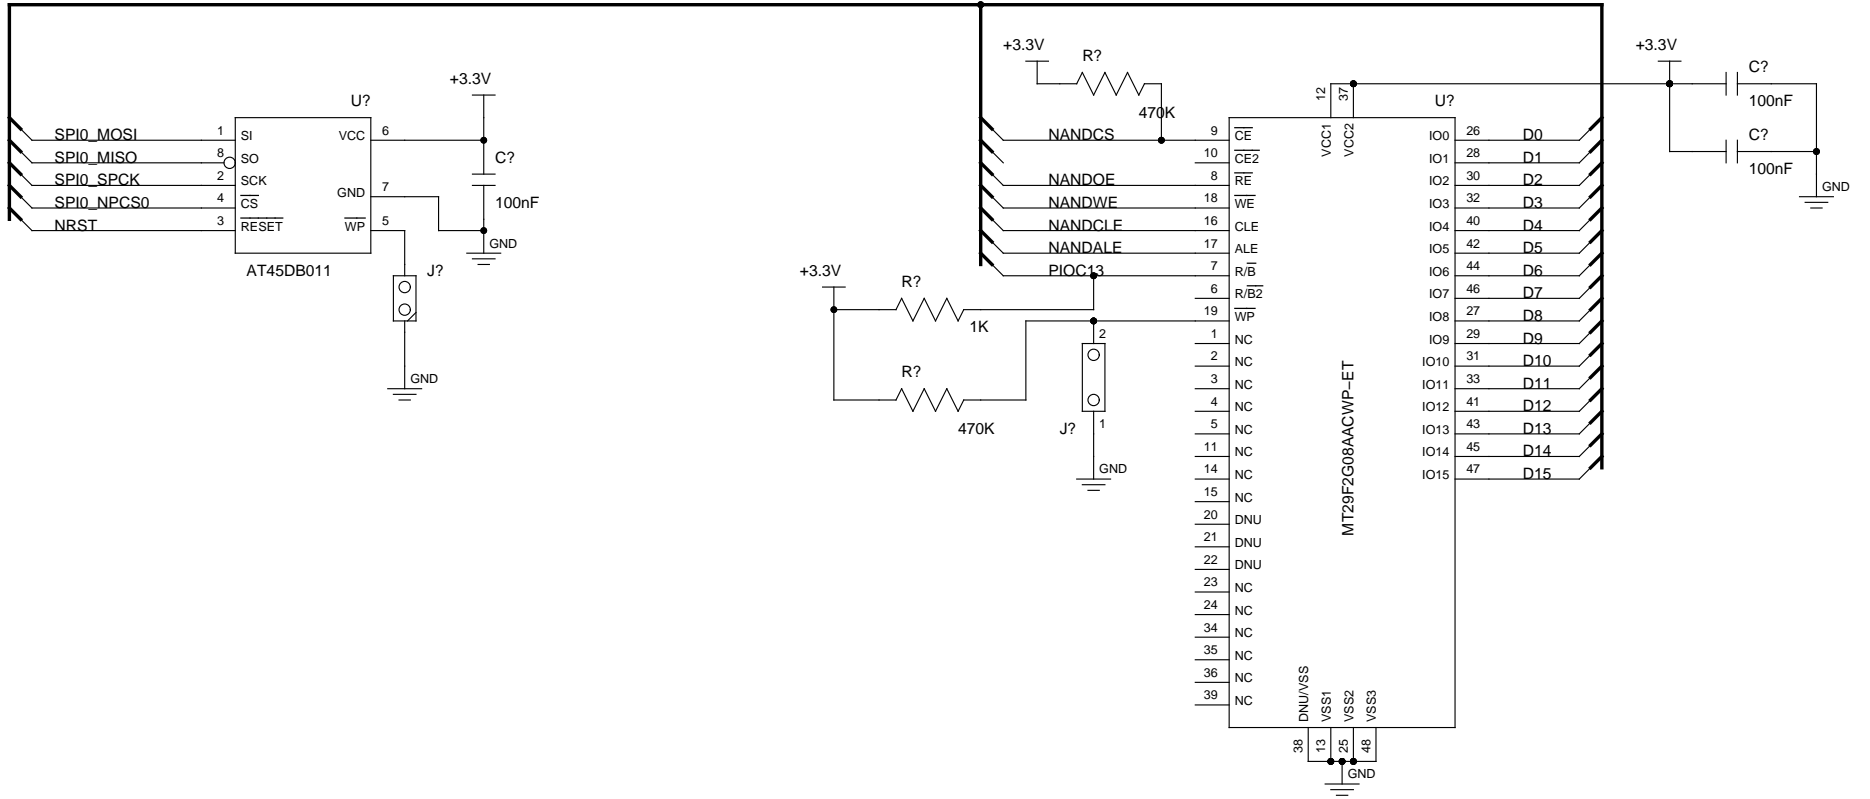 +3.3V
U?
SPI0_MOSI 1 SI VCC 6
SPI0_MISO 8 SO
C?
SPI0_SPCK 2 SCK
GND 7
SPI0_NPCS0 4 CS
100nF
NRST 3 RESET WP 5
GND
AT45DB011
J?
GND
+3.3V
R?
470K
12 37
VCC1 VCC2
U?
+3.3V
C?
100nF
C?
100nF
GND
NANDCS 9 CE
10 CE2
NANDOE 8 RE
NANDWE 18 WE
NANDCLE 16 CLE
NANDALE 17 ALE
PIOC13 7 R/B
6 R/B2
19 WP
1 NC
2 NC
3 NC
4 NC
5 NC
11 NC
14 NC
15 NC
20 DNU
21 DNU
22 DNU
23 NC
24 NC
34 NC
35 NC
36 NC
39 NC
+3.3V
R?
1K
R?
470K
2
J?
1
GND
MT29F2G08AACWP-ET
IO0 26 D0
IO1 28 D1
IO2 30 D2
IO3 32 D3
IO4 40 D4
IO5 42 D5
IO6 44 D6
IO7 46 D7
IO8 27 D8
IO9 29 D9
IO10 31 D10
IO11 33 D11
IO12 41 D12
IO13 43 D13
IO14 45 D14
IO15 47 D15
DNU/VSS VSS1 VSS2 VSS3
38 13 25 48
GND